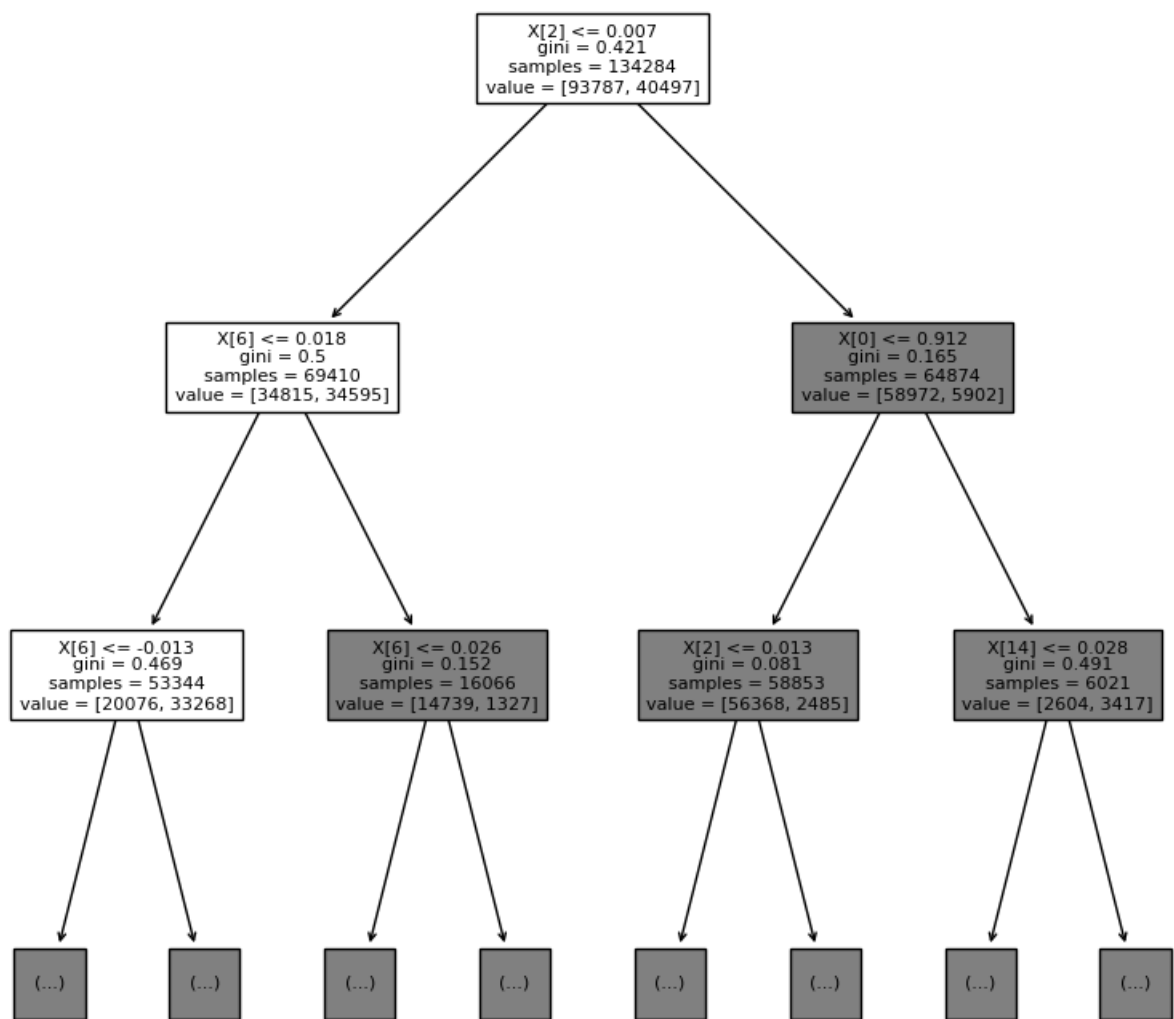 X[2] <= 0.007
gini = 0.421
samples = 134284
value = [93787, 40497]
X[6] <= 0.018
gini = 0.5
samples = 69410
value = [34815, 34595]
X[0] <= 0.912
gini = 0.165
samples = 64874
value = [58972, 5902]
X[6] <= -0.013
gini = 0.469
samples = 53344
value = [20076, 33268]
X[6] <= 0.026
gini = 0.152
samples = 16066
value = [14739, 1327]
X[2] <= 0.013
gini = 0.081
samples = 58853
value = [56368, 2485]
X[14] <= 0.028
gini = 0.491
samples = 6021
value = [2604, 3417]
(...)
(...)
(...)
(...)
(...)
(...)
(...)
(...)